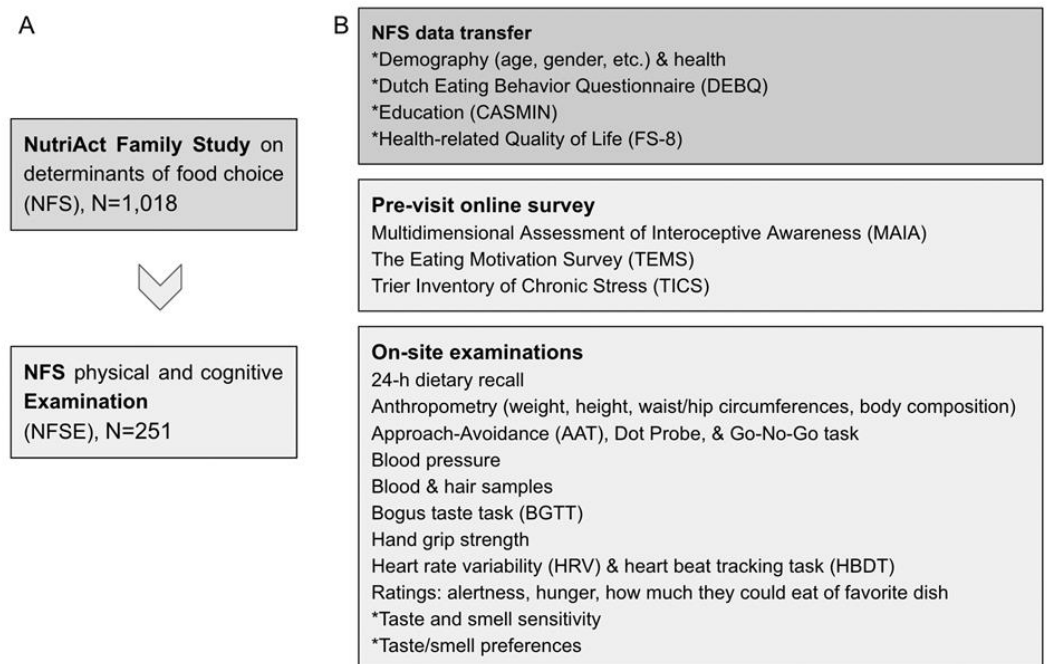 A
NutriAct Family Study on
determinants of food choice
(NFS), N=1,018
NFS physical and cognitive
Examination
(NFSE), N=251
B
NFS data transfer
*Demography (age, gender, etc.) & health
*Dutch Eating Behavior Questionnaire (DEBQ)
*Education (CASMIN)
*Health-related Quality of Life (FS-8)
Pre-visit online survey
Multidimensional Assessment of Interoceptive Awareness (MAIA)
The Eating Motivation Survey (TEMS)
Trier Inventory of Chronic Stress (TICS)
On-site examinations
24-h dietary recall
Anthropometry (weight, height, waist/hip circumferences, body composition)
Approach-Avoidance (AAT), Dot Probe, & Go-No-Go task
Blood pressure
Blood & hair samples
Bogus taste task (BGTT)
Hand grip strength
Heart rate variability (HRV) & heart beat tracking task (HBDT)
Ratings: alertness, hunger, how much they could eat of favorite dish
*Taste and smell sensitivity
*Taste/smell preferences